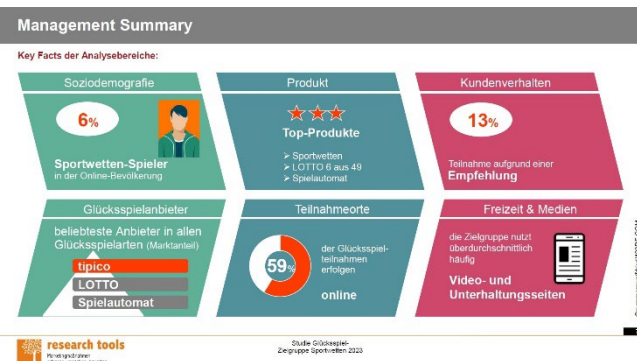 Management Summary
Key Facts der Analysebereiche:
Soziodemografie
6%
Sportwetten-Spieler
in der Online-Bevölkerung
Produkt
Top-Produkte
➢ Sportwetten
➢ LOTTO 6 aus 49
➢ Spielautomat
Kundenverhalten
13%
Teilnahme aufgrund einer
Empfehlung
Glücksspielanbieter
beliebteste Anbieter in allen
Glücksspielarten (Marktanteil)
tipico
LOTTO
Spielautomat
Teilnahmeorte
59%
der Glücksspiel-
teilnahmen
erfolgen
online
Freizeit & Medien
die Zielgruppe nutzt
überdurchschnittlich
häufig
Video- und
Unterhaltungsseiten
research tools
Studie Glücksspiel-
Zielgruppe Sportwetten 2023